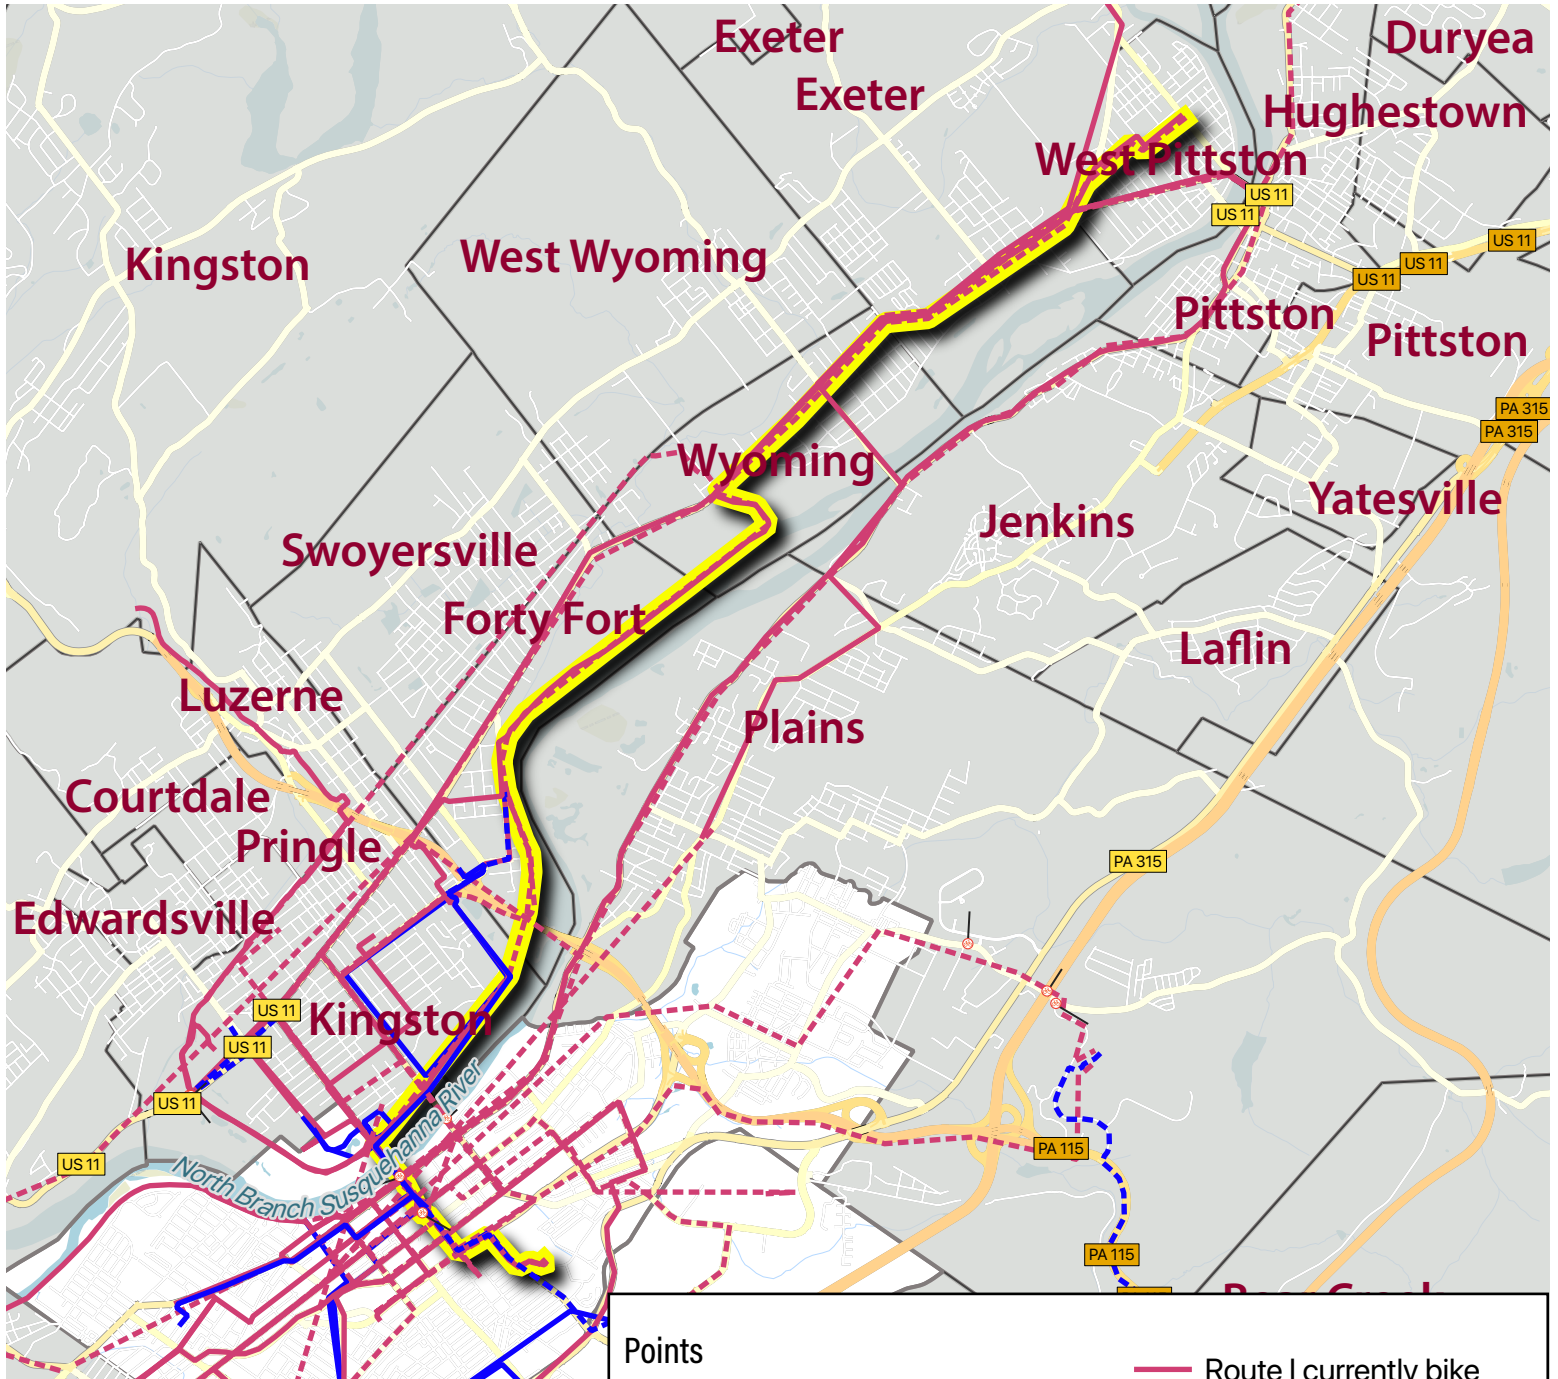 Exeter
Duryea
Exeter
Hughestown
West Pittston
US 11
US 11
US 11
West Wyoming
Kingston
US 11
US 11
Pittston
Pittston
PA 315
PA 315
Wyoming
Yatesville
Jenkins
Swoyersville
Forty Fort
Laflin
Luzerne
Plains
Courtdale
Pringle
PA 315
Edwardsville
US 11
Kingston
US 11
US 11
PA 115
US 11
North Branch Susquehanna River
PA 115
Points
Route I currently bike